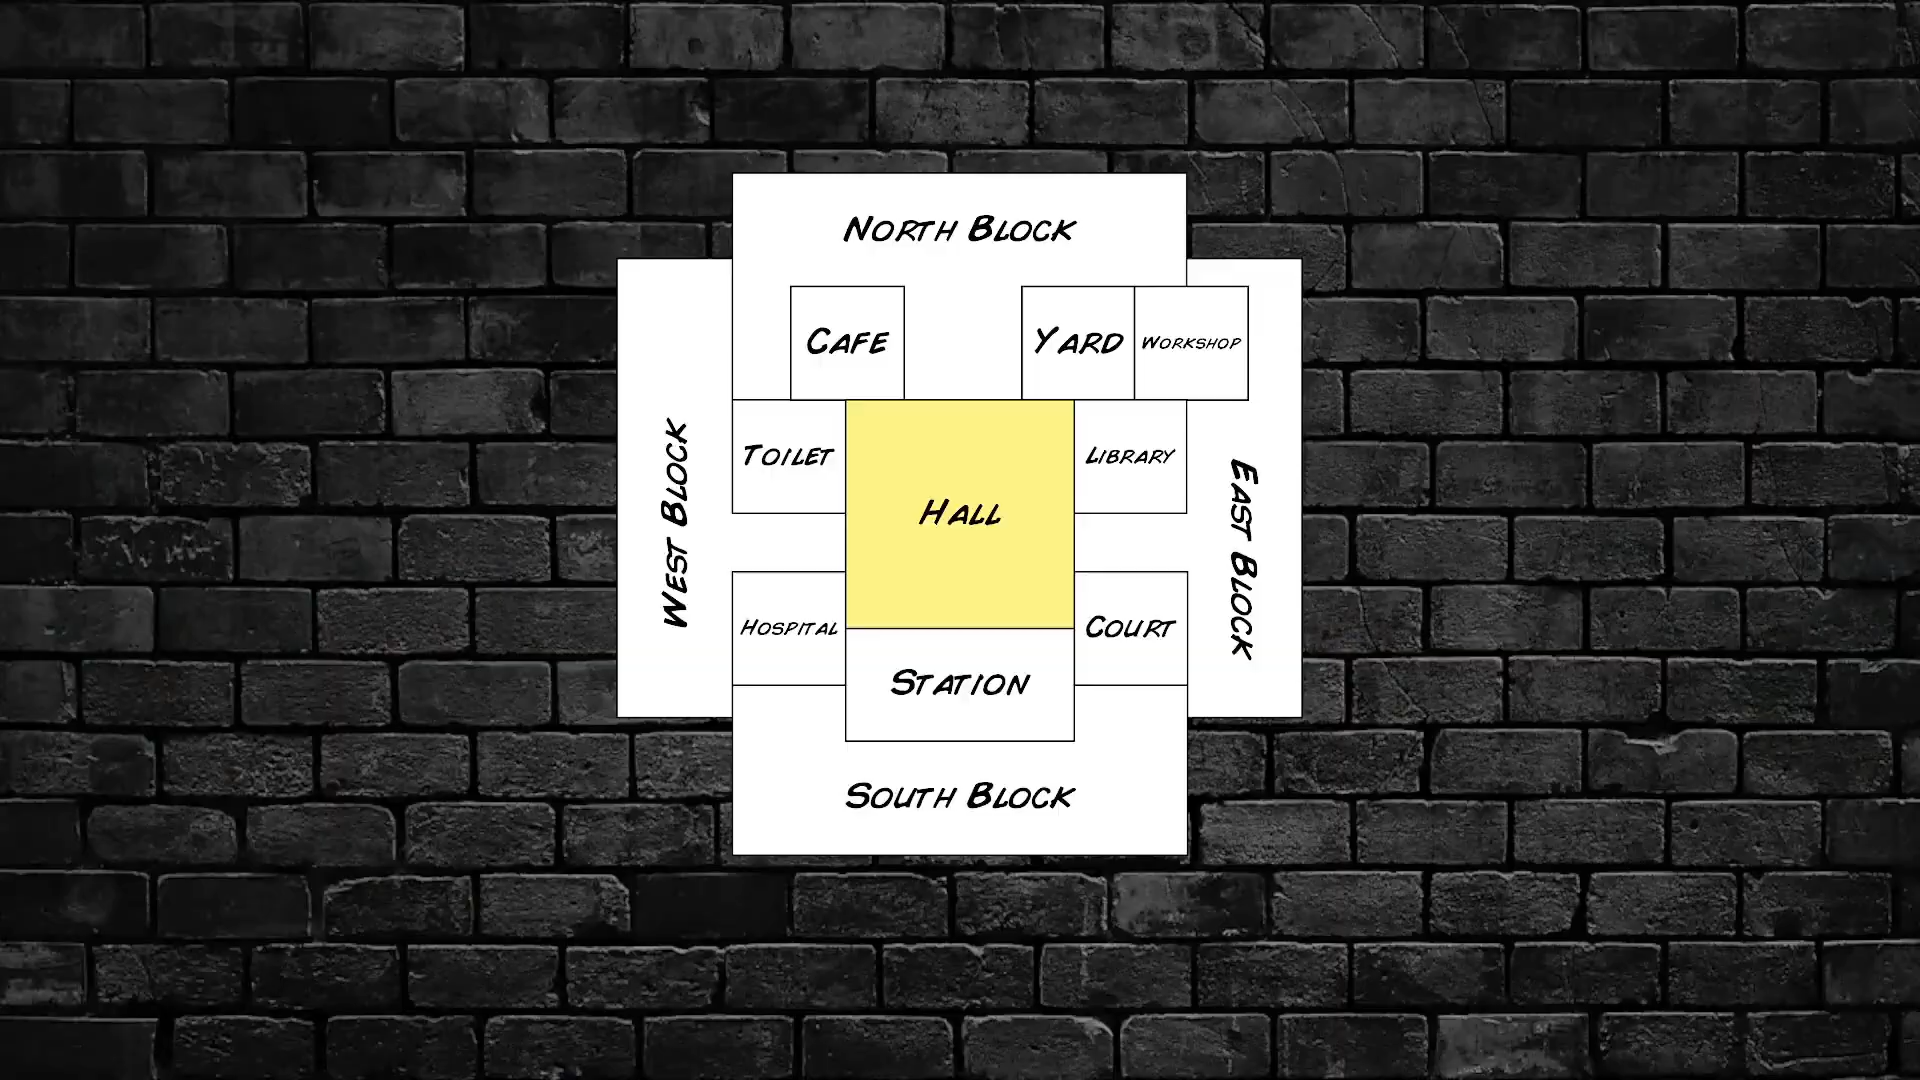 North Block
Cafe
Yard
Workshop
Toilet
Library
Hall
West Block
East Block
Hospital
Court
Station
South Block